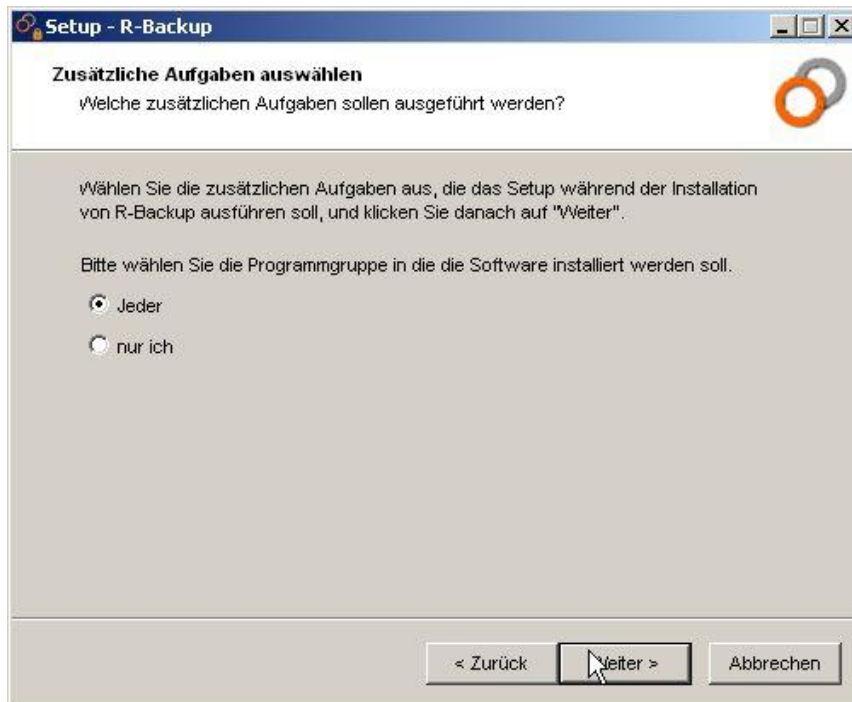 Setup - R-Backup
Zusätzliche Aufgaben auswählen
Welche zusätzlichen Aufgaben sollen ausgeführt werden?
Wählen Sie die zusätzlichen Aufgaben aus, die das Setup während der Installation
von R-Backup ausführen soll, und klicken Sie danach auf "Weiter".
Bitte wählen Sie die Programmgruppe in die die Software installiert werden soll.
Jeder
nur ich
< Zurück
Weiter >
Abbrechen